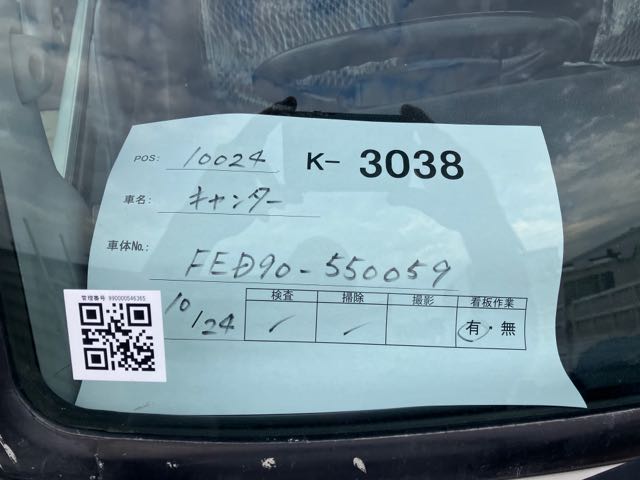 POS: 10024 K- 3038
車名: キャンター
車体No.: FED90-550059
管理番号 990000546365
10/24
検査 掃除 撮影 看板作業
✓ ✓ 有・無